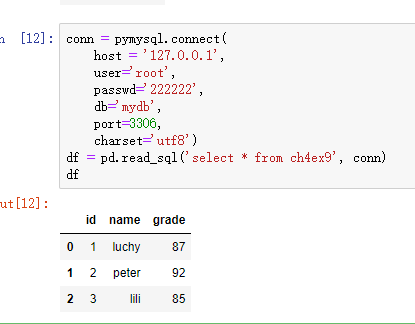 [12]:
conn = pymysql.connect(
    host = '127.0.0.1',
    user='root',
    passwd='222222',
    db='mydb',
    port=3306,
    charset='utf8')
df = pd.read_sql('select * from ch4ex9', conn)
df
ut[12]:
id name grade
0 1 luchy 87
1 2 peter 92
2 3 lili 85